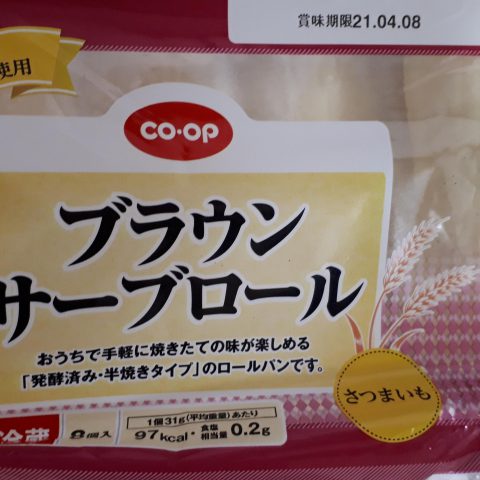 賞味期限21.04.08
使用
CO·OP
ブラウン
サーブロール
おうちで手軽に焼きたての味が楽しめる
「発酵済み・半焼きタイプ」のロールパンです。
さつまいも
冷蔵 8個入
1個31g(平均重量)あたり
97kcal・食塩相当量0.2g